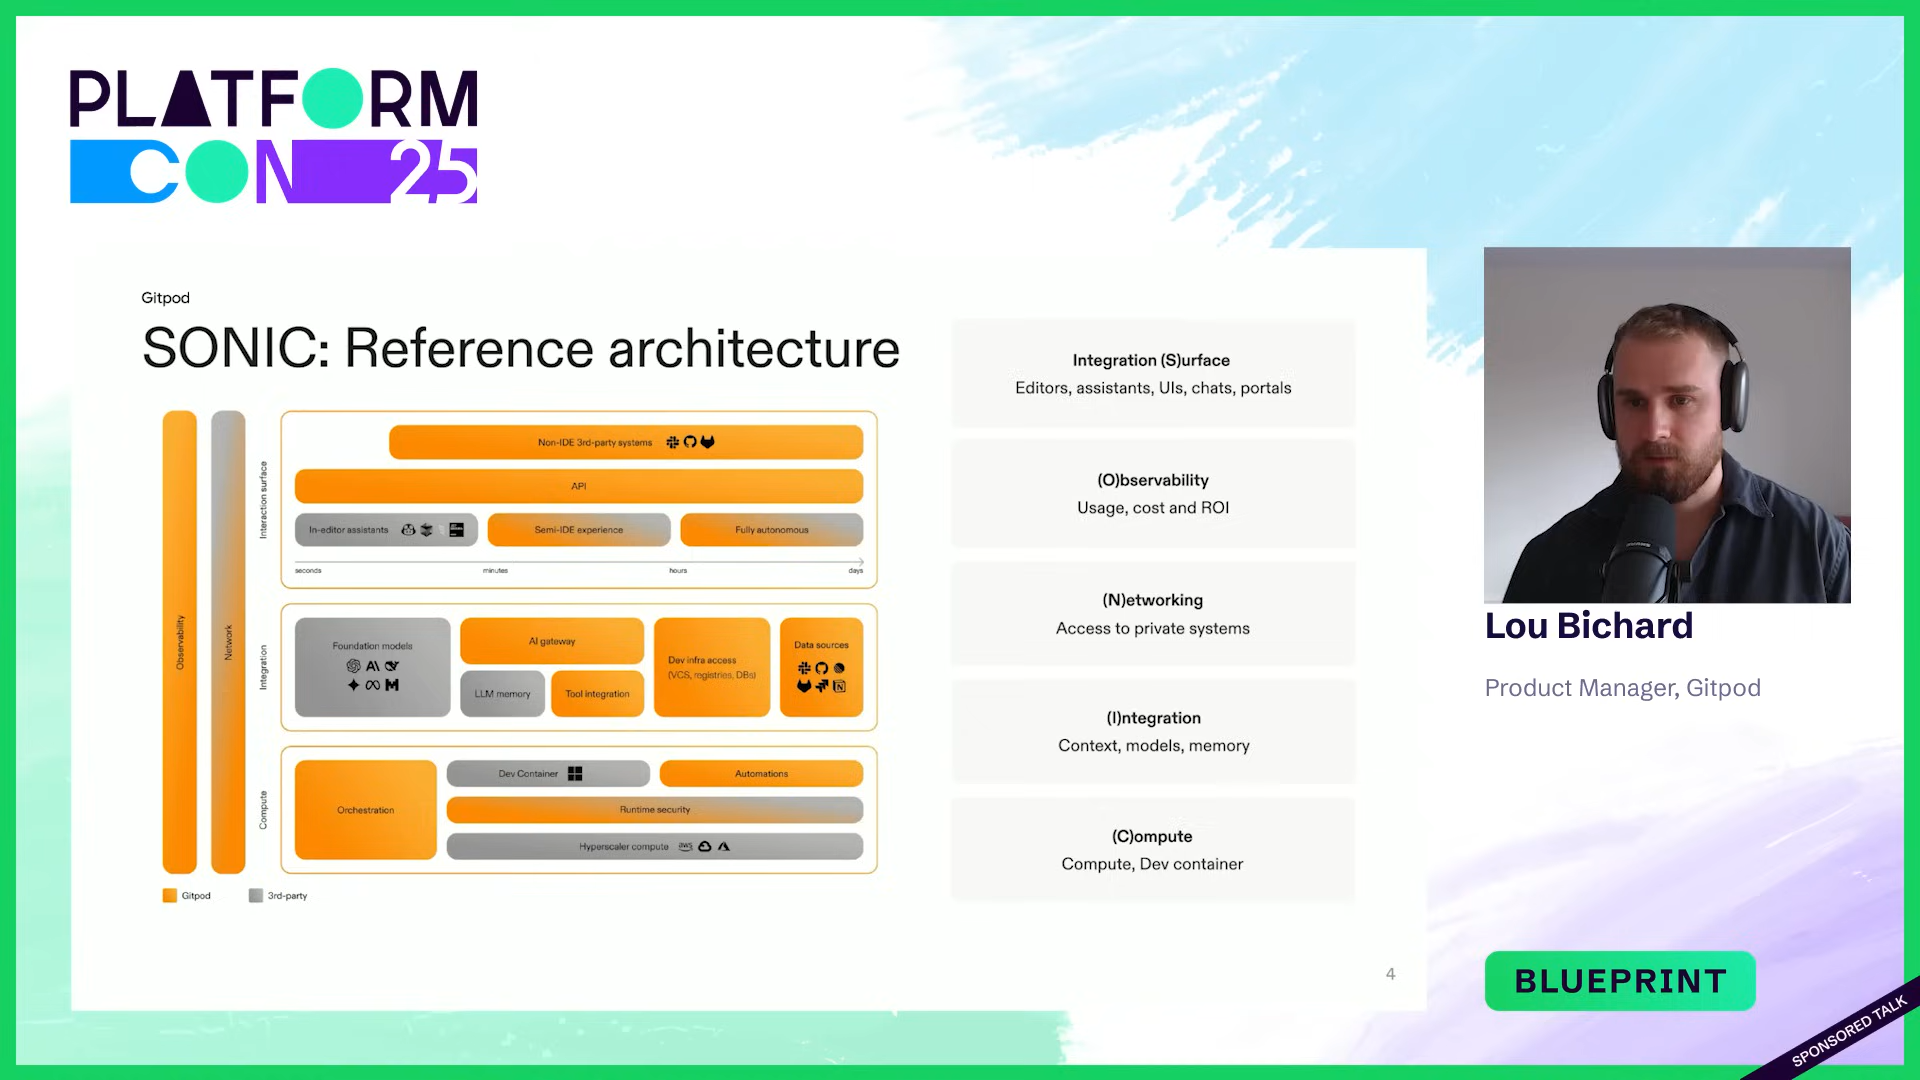 PLATFORM
CON 25
Gitpod
SONIC: Reference architecture
Observability
Network
Interaction surface
Non-IDE 3rd-party systems
API
In-editor assistants
Semi-IDE experience
Fully autonomous
seconds
minutes
hours
days
Integration
Foundation models
AI gateway
LLM memory
Tool integration
Dev infra access
(VCS, registries, DBs)
Data sources
Compute
Orchestration
Dev Container
Automations
Runtime security
Hyperscaler compute
aws
Gitpod
3rd-party
Integration (S)urface
Editors, assistants, UIs, chats, portals
(O)bservability
Usage, cost and ROI
(N)etworking
Access to private systems
(I)ntegration
Context, models, memory
(C)ompute
Compute, Dev container
4
Lou Bichard
Product Manager, Gitpod
BLUEPRINT
SPONSORED TALK